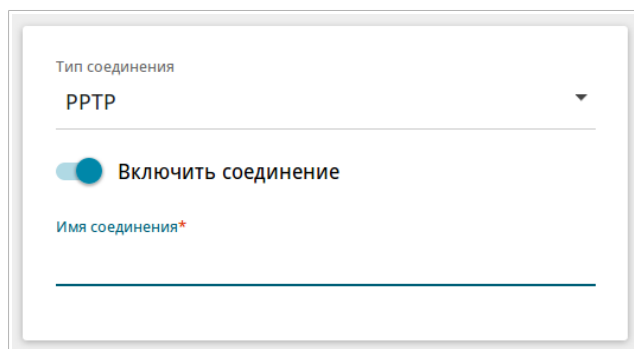 Тип соединения
PPTP
Включить соединение
Имя соединения*